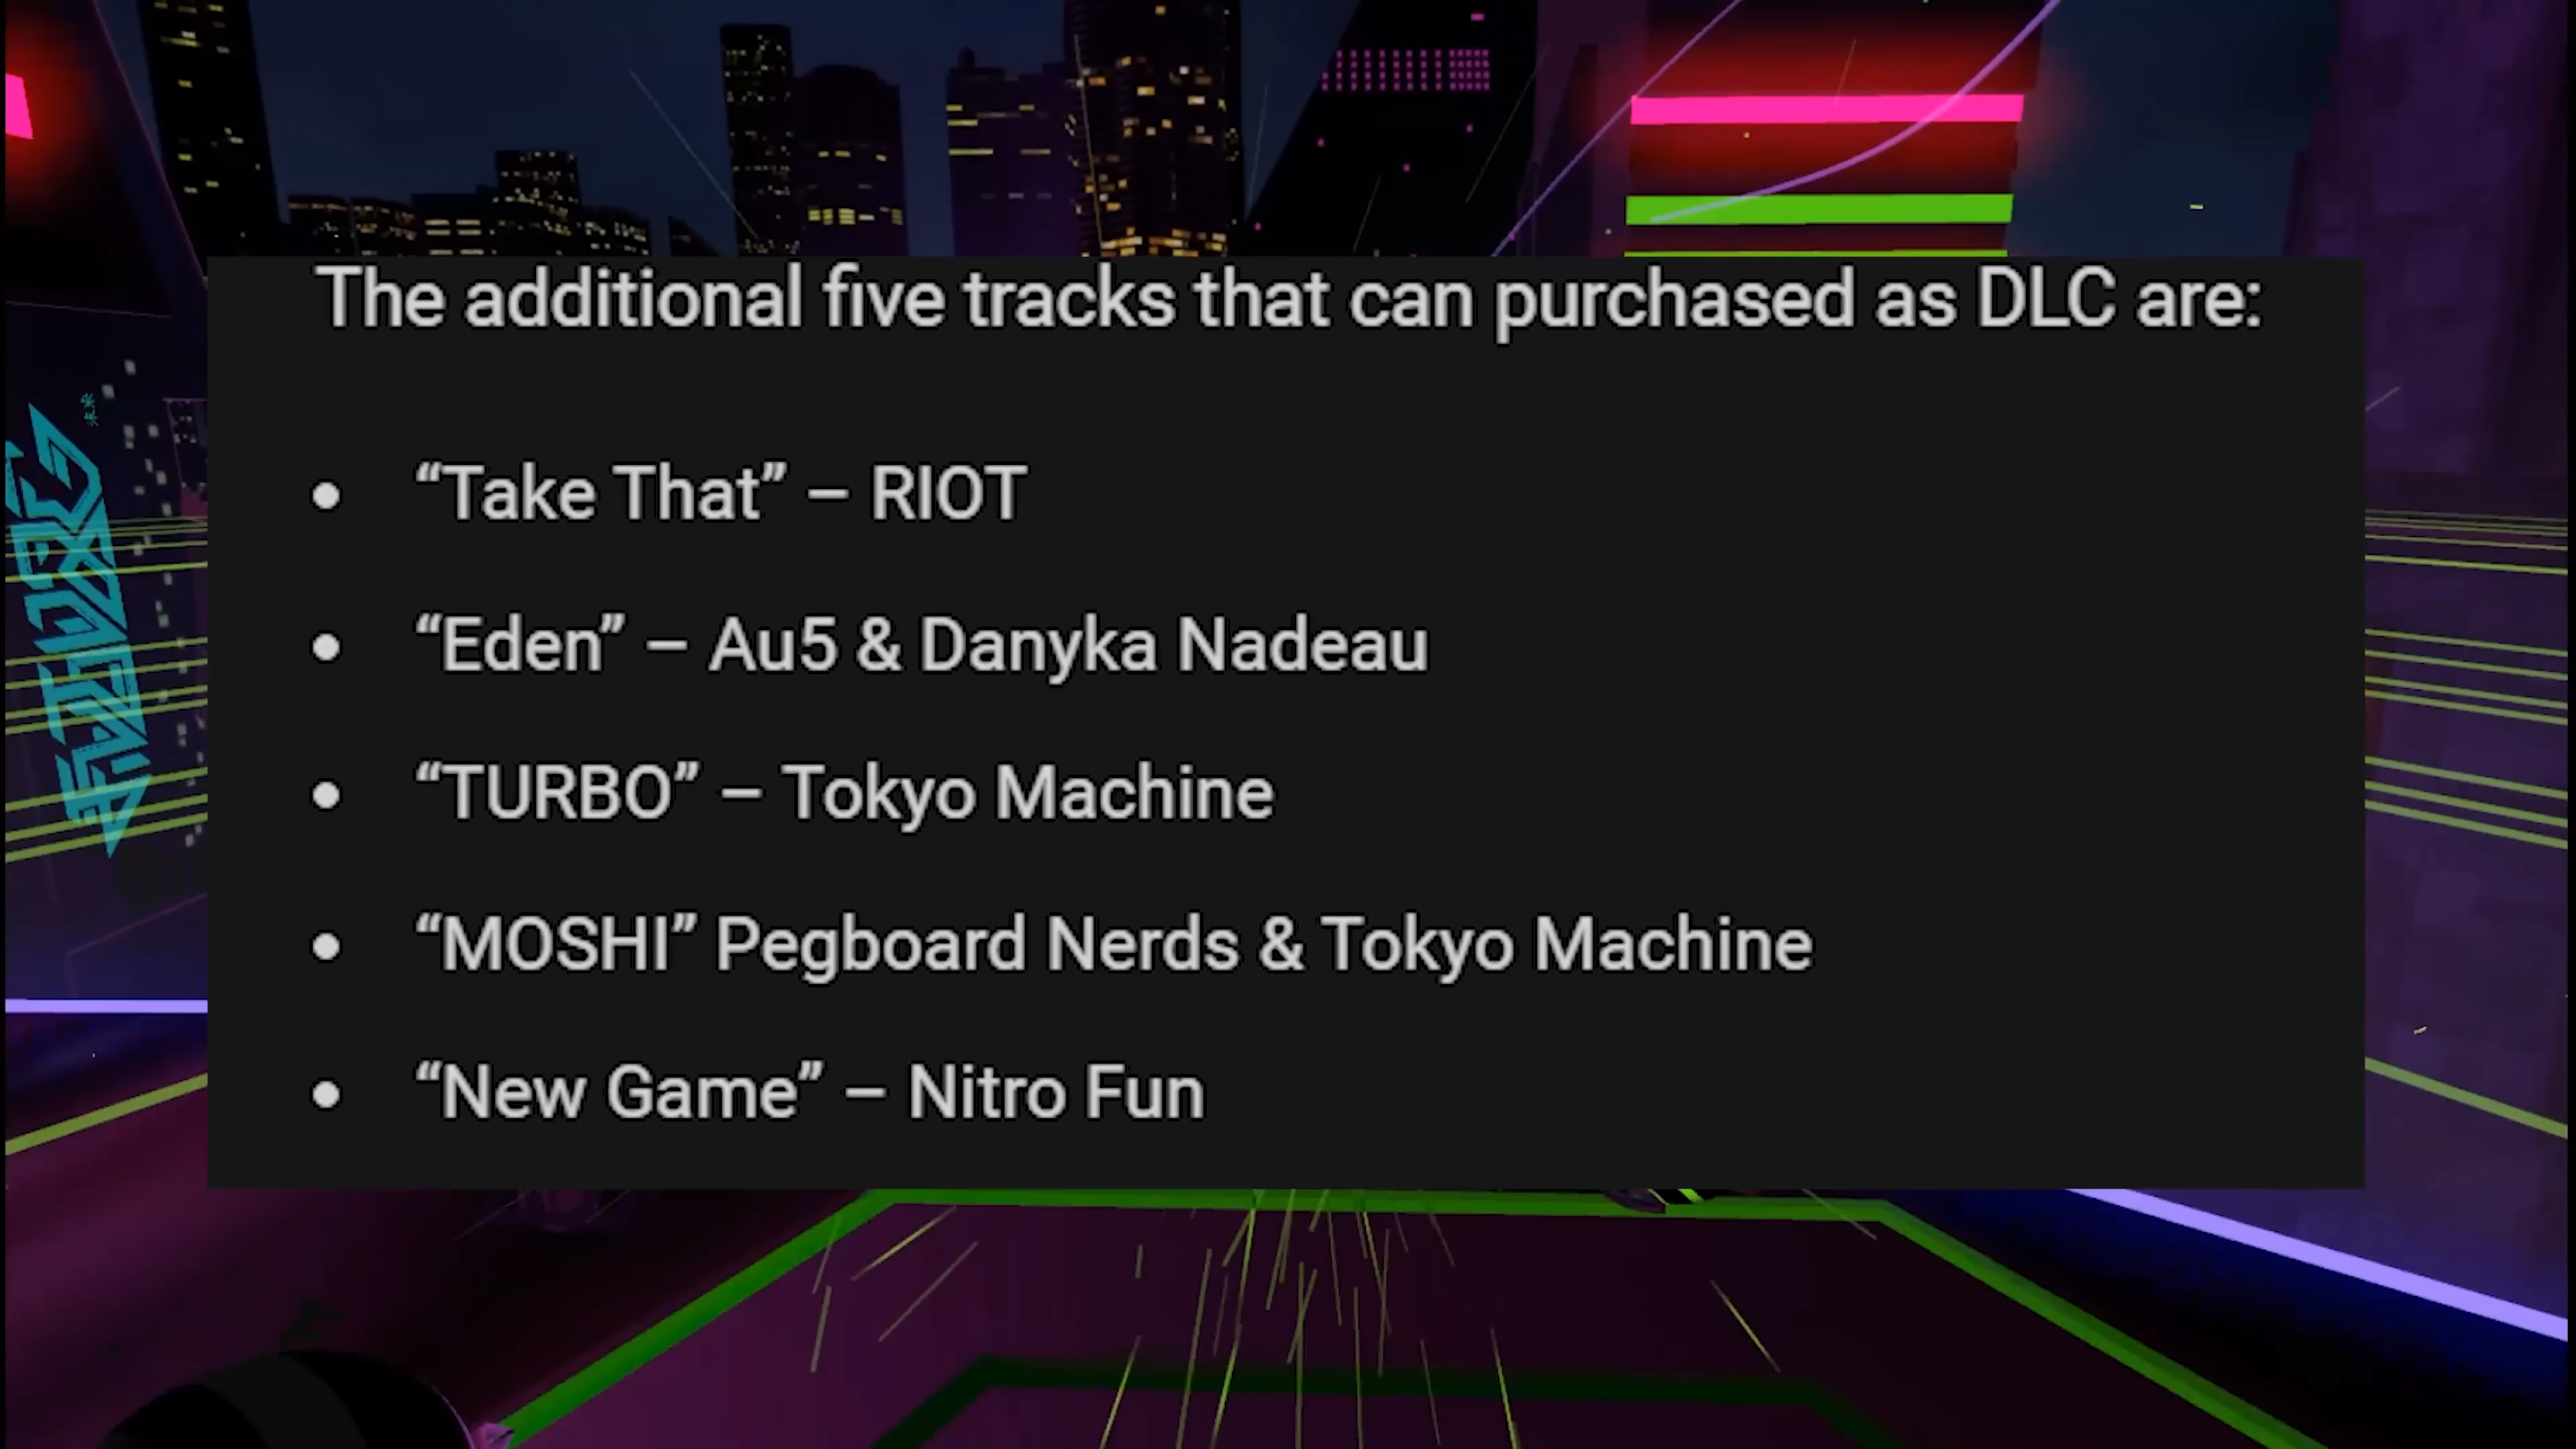 The additional five tracks that can purchased as DLC are:
• “Take That” – RIOT
• “Eden” – Au5 & Danyka Nadeau
• “TURBO” – Tokyo Machine
• “MOSHI” Pegboard Nerds & Tokyo Machine
• “New Game” – Nitro Fun